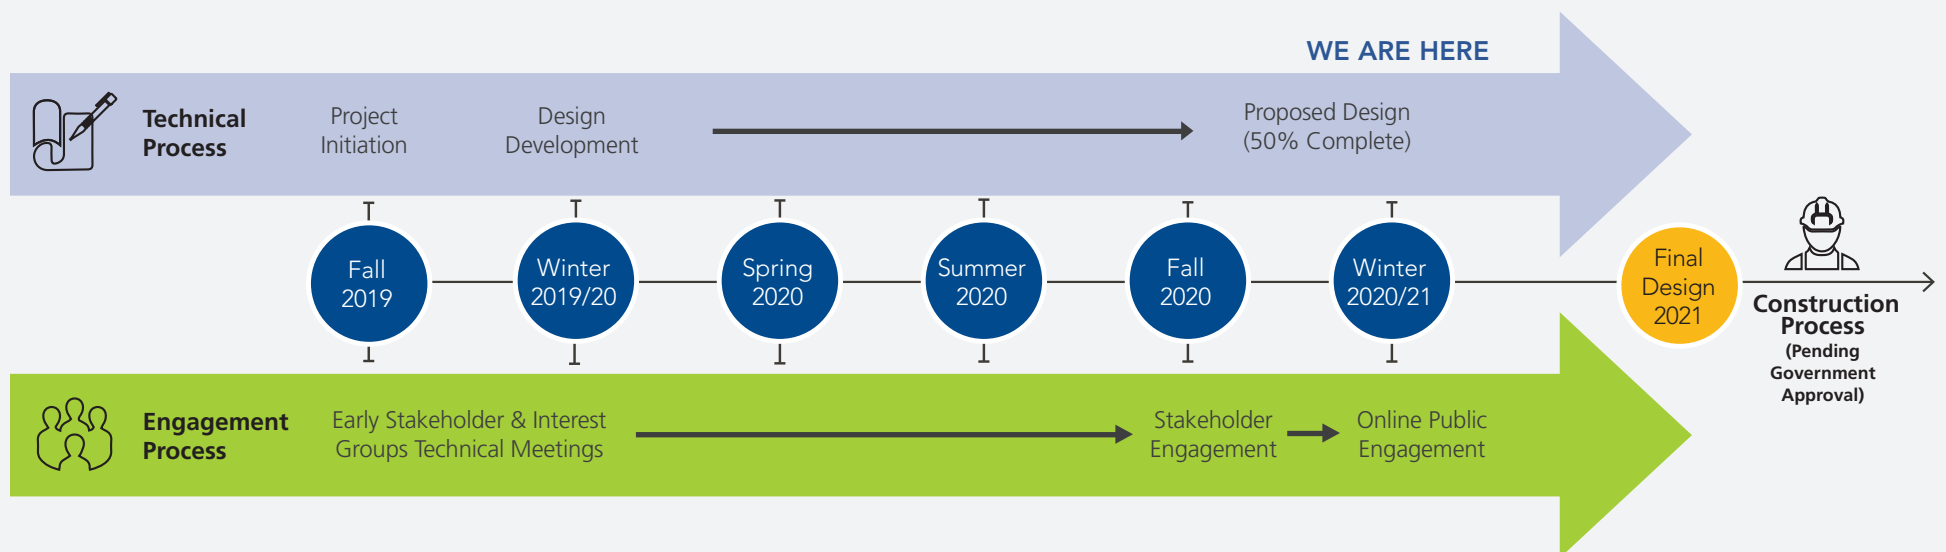 WE ARE HERE
Technical
Process
Project
Initiation
Design
Development
Proposed Design
(50% Complete)
Fall
2019
Winter
2019/20
Spring
2020
Summer
2020
Fall
2020
Winter
2020/21
Final
Design
2021
Construction
Process
(Pending
Government
Approval)
Engagement
Process
Early Stakeholder & Interest
Groups Technical Meetings
Stakeholder
Engagement
Online Public
Engagement